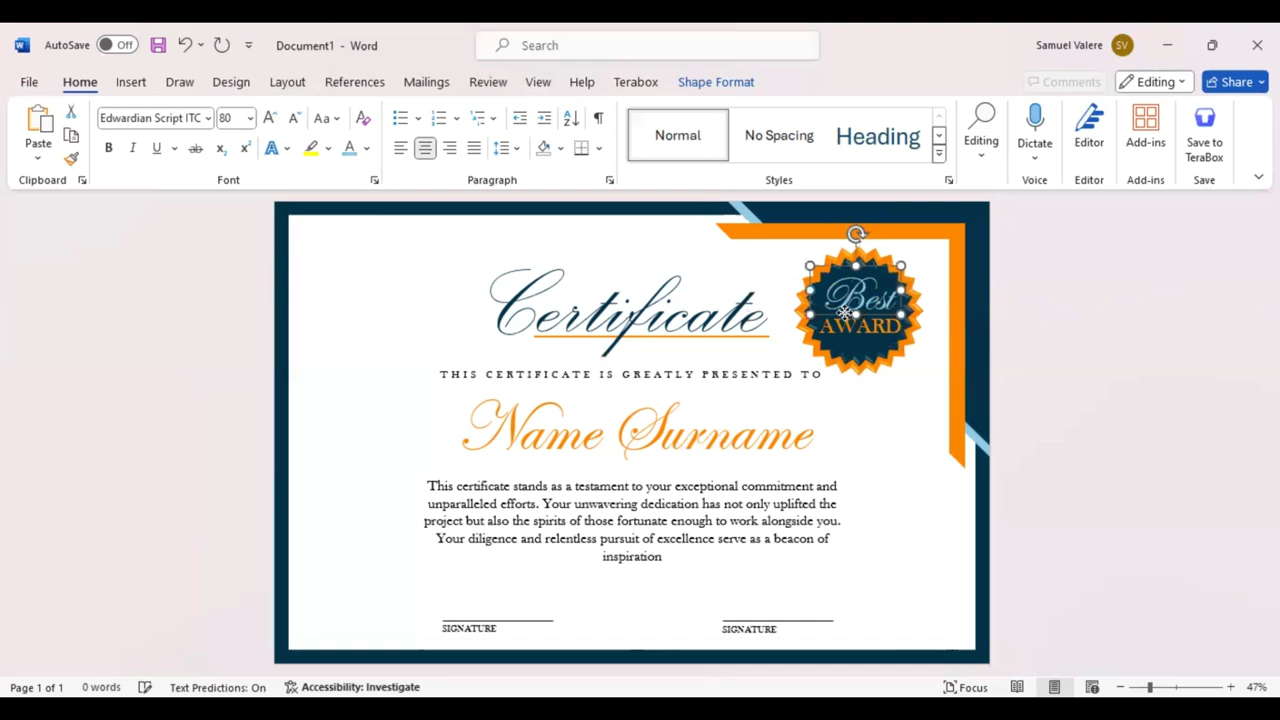 AutoSave Off Document1 - Word Search Samuel Valere SV
File Home Insert Draw Design Layout References Mailings Review View Help Terabox Shape Format Comments Editing Share
Edwardian Script ITC 80 Aa
Paste B I U ab x₂ x² A A Normal No Spacing Heading Editing Dictate Editor Add-ins Save to TeraBox
Clipboard Font Paragraph Styles Voice Editor Add-ins Save
Certificate
Best
AWARD
THIS CERTIFICATE IS GREATLY PRESENTED TO
Name Surname
This certificate stands as a testament to your exceptional commitment and
unparalleled efforts. Your unwavering dedication has not only uplifted the
project but also the spirits of those fortunate enough to work alongside you.
Your diligence and relentless pursuit of excellence serve as a beacon of
inspiration
SIGNATURE SIGNATURE
Page 1 of 1 0 words Text Predictions: On Accessibility: Investigate Focus 47%